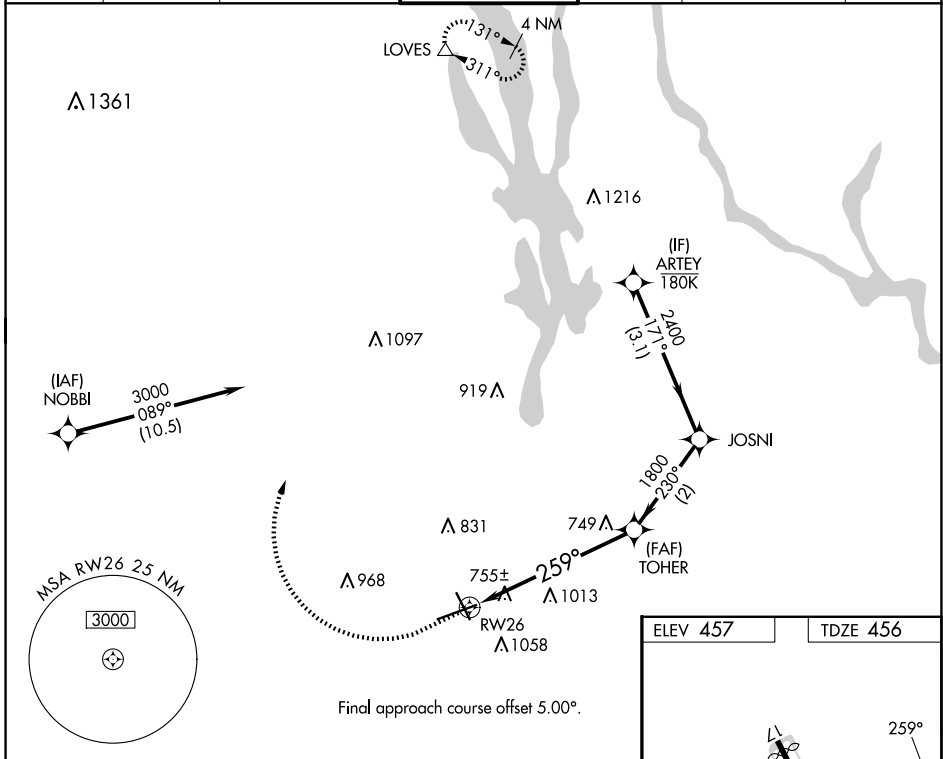 4 NM
131°
LOVES
311°
1361
1216
(IF)
ARTEY
180K
2400
171°
(3.1)
1097
919
(IAF)
NOBBI
3000
089°
(10.5)
JOSNI
1800
230°
(2)
831
749
(FAF)
TOHER
259°
968
755±
1013
RW26
1058
MSA RW26 25 NM
3000
ELEV 457
TDZE 456
Final approach course offset 5.00°.
259°
17